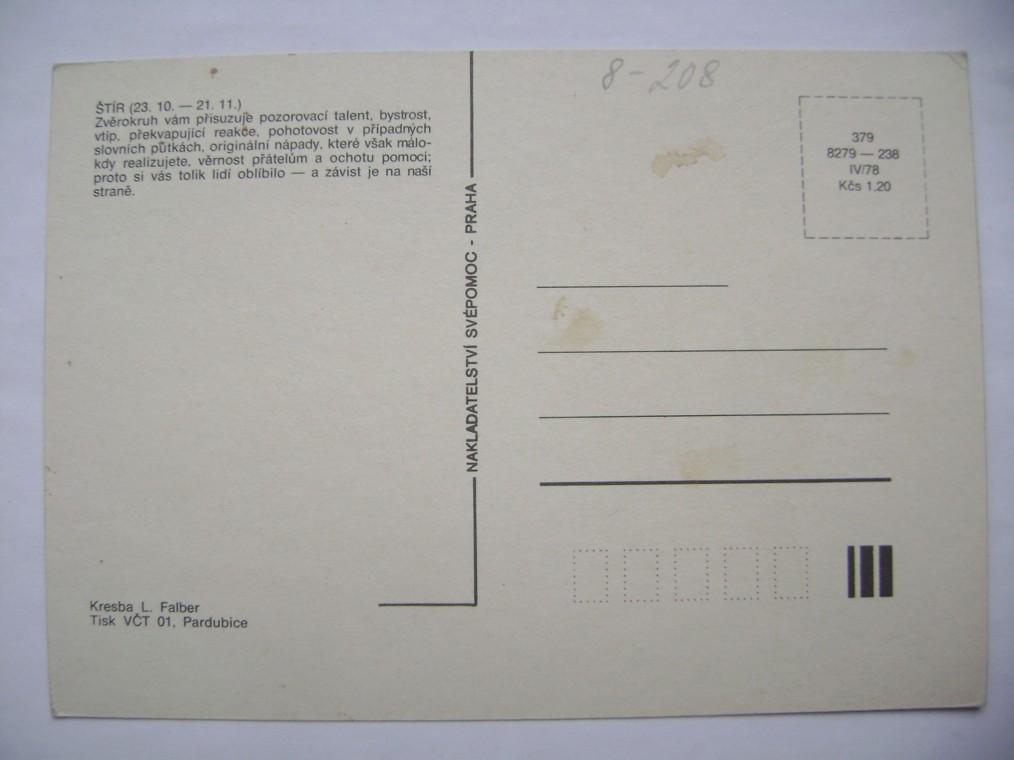 ŠTÍR (23. 10. — 21. 11.)
Zvěrokruh vám přisuzuje pozorovací talent, bystrost,
vtip, překvapující reakce, pohotovost v případných
slovních půtkách, originální nápady, které však málo-
kdy realizujete, věrnost přátelům a ochotu pomoci;
proto si vás tolik lidí oblíbilo — a závist je na naší
straně.
Kresba L. Falber
Tisk VČT 01, Pardubice
NAKLADATELSTVÍ SVÉPOMOC - PRAHA
8-208
379
8279 — 238
IV/78
Kčs 1.20